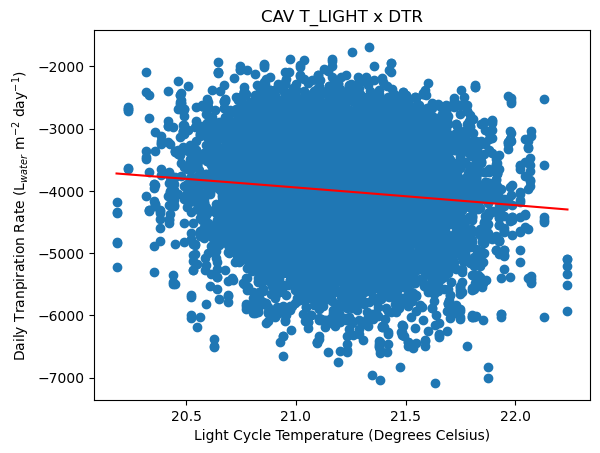 CAV T_LIGHT x DTR
Daily Tranpiration Rate (L$_{water}$ m$^{-2}$ day$^{-1}$)
−2000
−3000
−4000
−5000
−6000
−7000
20.5 21.0 21.5 22.0
Light Cycle Temperature (Degrees Celsius)